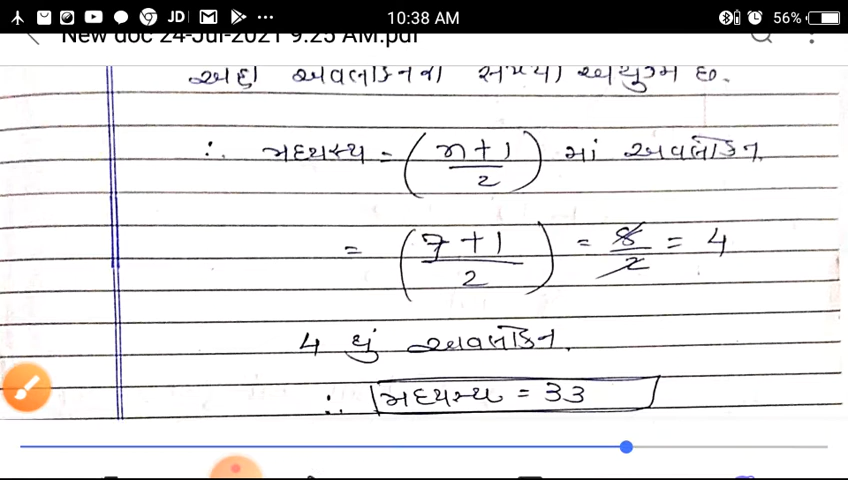 JD 10:38 AM 56%
New doc 24-Jul-2021 9.25 AM.pdf
અહી અવલોકનની સંખ્યા અયુગ્મ છે.
∴ મધ્યસ્થ = (n + 1 / 2) માં અવલોકન.
= (7 + 1 / 2) = 8 / 2 = 4
4 થું અવલોકન.
∴ મધ્યસ્થ = 33